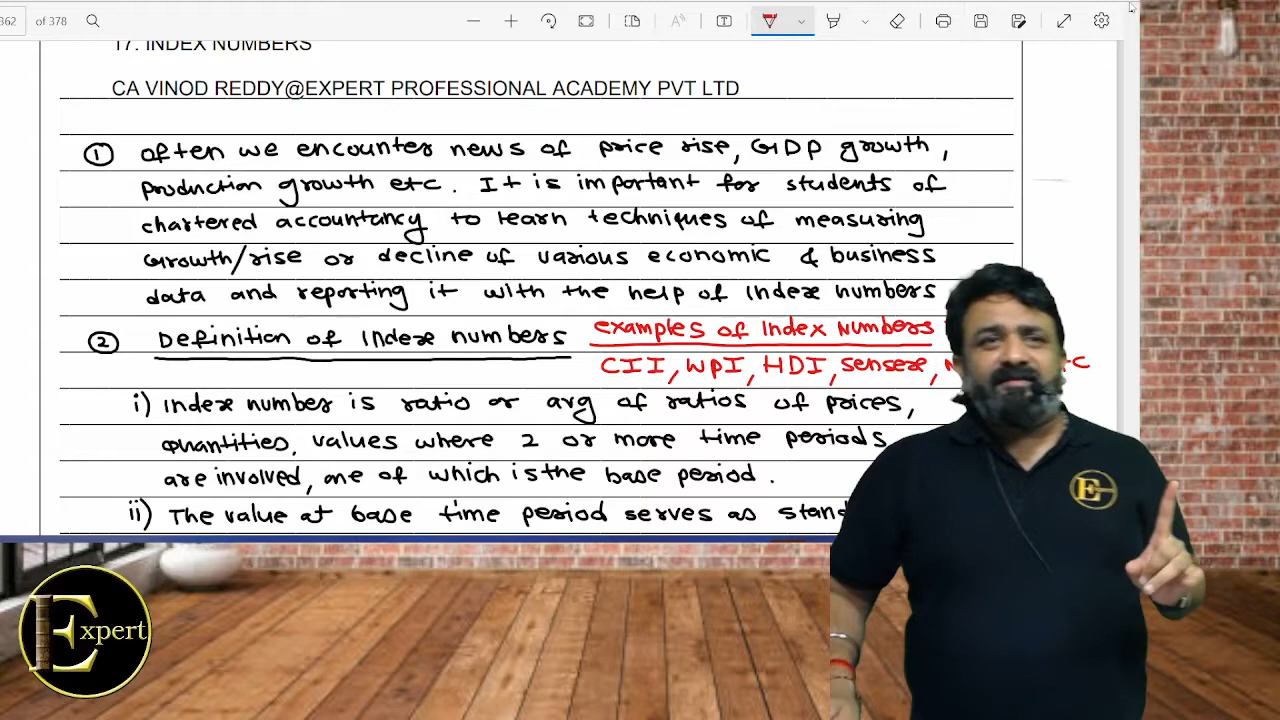 362 of 378
17. INDEX NUMBERS
CA VINOD REDDY@EXPERT PROFESSIONAL ACADEMY PVT LTD
① often we encounter news of price rise, GDP growth,
production growth etc. It is important for students of
chartered accountancy to learn techniques of measuring
Growth/rise or decline of various economic & business
data and reporting it with the help of Index numbers
② Definition of Index numbers examples of Index Numbers
CII, WPI, HDI, sensex,
i) Index number is ratio or avg of ratios of prices,
quantities, values where 2 or more time periods
are involved, one of which is the base period.
ii) The value at base time period serves as
E
Expert